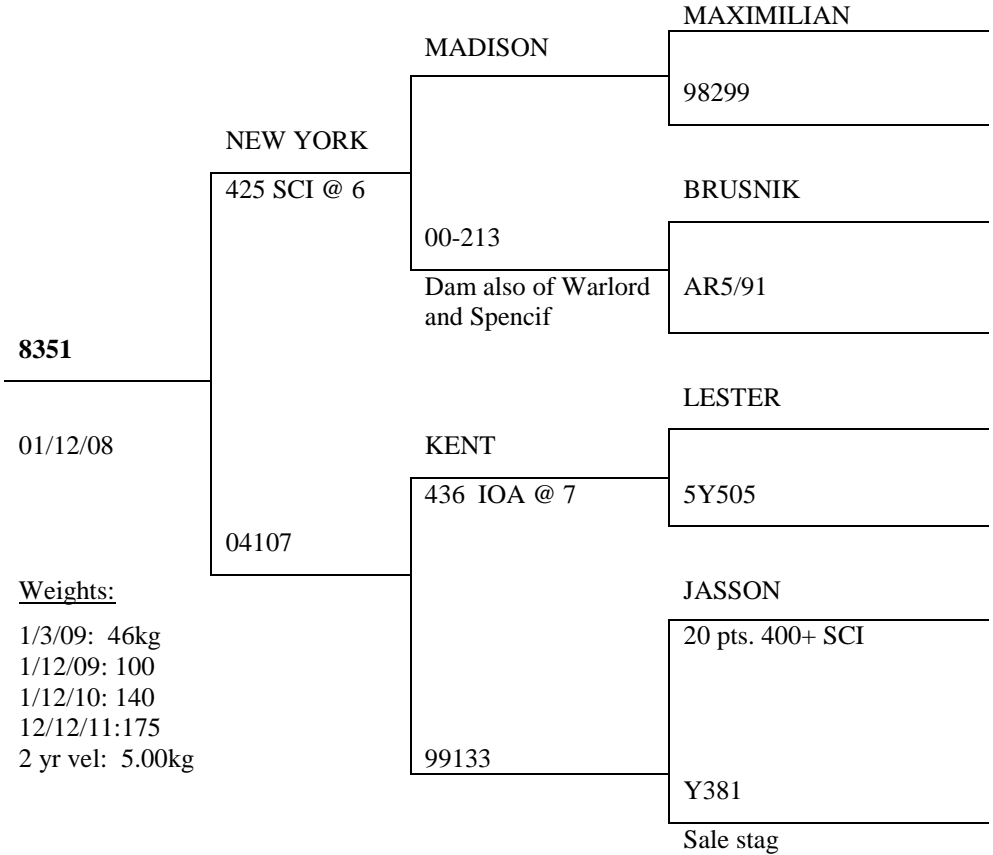 MAXIMILIAN
MADISON
98299
NEW YORK
425 SCI @ 6
BRUSNIK
00-213
Dam also of Warlord
and Spencif
AR5/91
8351
LESTER
01/12/08
KENT
436 IOA @ 7
5Y505
04107
Weights:
1/3/09: 46kg
1/12/09: 100
1/12/10: 140
12/12/11:175
2 yr vel: 5.00kg
JASSON
20 pts. 400+ SCI
99133
Y381
Sale stag